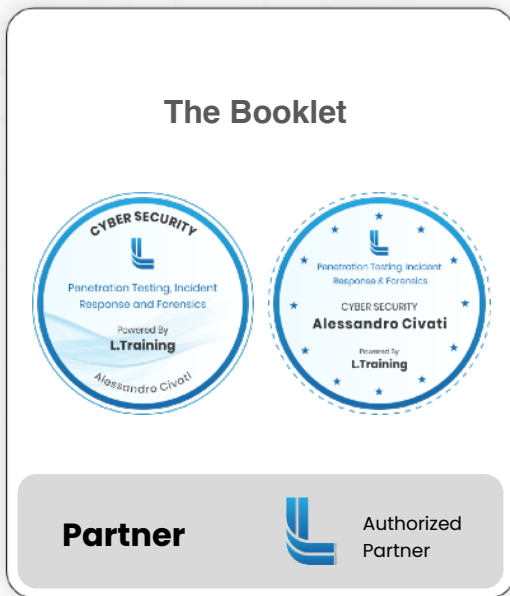 The Booklet
CYBER SECURITY
Penetration Testing, Incident
Response and Forensics
Powered By
L.Training
Alessandro Civati
Penetration Testing, Incident
Response & Forensics
CYBER SECURITY
Alessandro Civati
Powered By
L.Training
Partner
Authorized
Partner